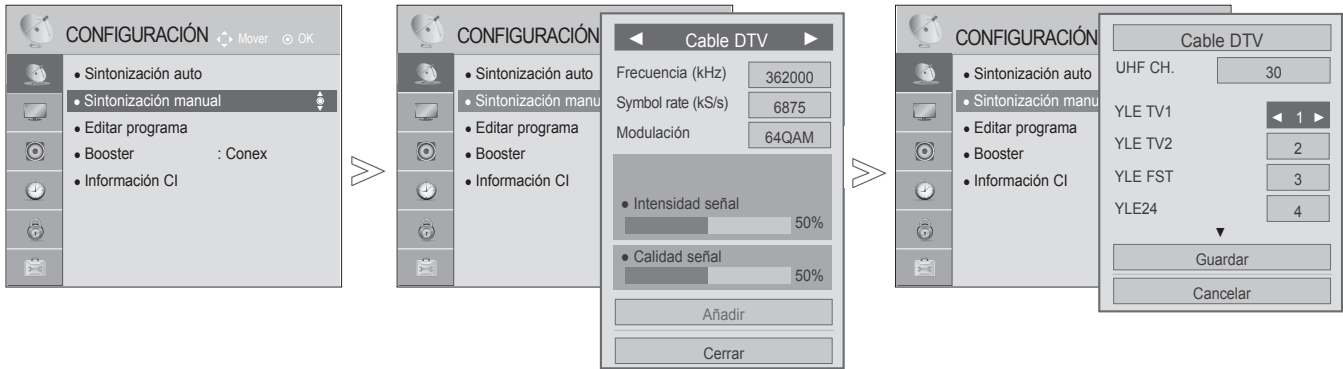 CONFIGURACIÓN Mover OK
• Sintonización auto
• Sintonización manual
• Editar programa
• Booster : Conex
• Información CI
CONFIGURACIÓN
• Sintonización auto
• Sintonización manu
• Editar programa
• Booster
• Información CI
◄ Cable DTV ►
Frecuencia (kHz) 362000
Symbol rate (kS/s) 6875
Modulación 64QAM
• Intensidad señal
50%
• Calidad señal
50%
Añadir
Cerrar
CONFIGURACIÓN
• Sintonización auto
• Sintonización manu
• Editar programa
• Booster
• Información CI
Cable DTV
UHF CH. 30
YLE TV1 ◄ 1 ►
YLE TV2 2
YLE FST 3
YLE24 4
▼
Guardar
Cancelar